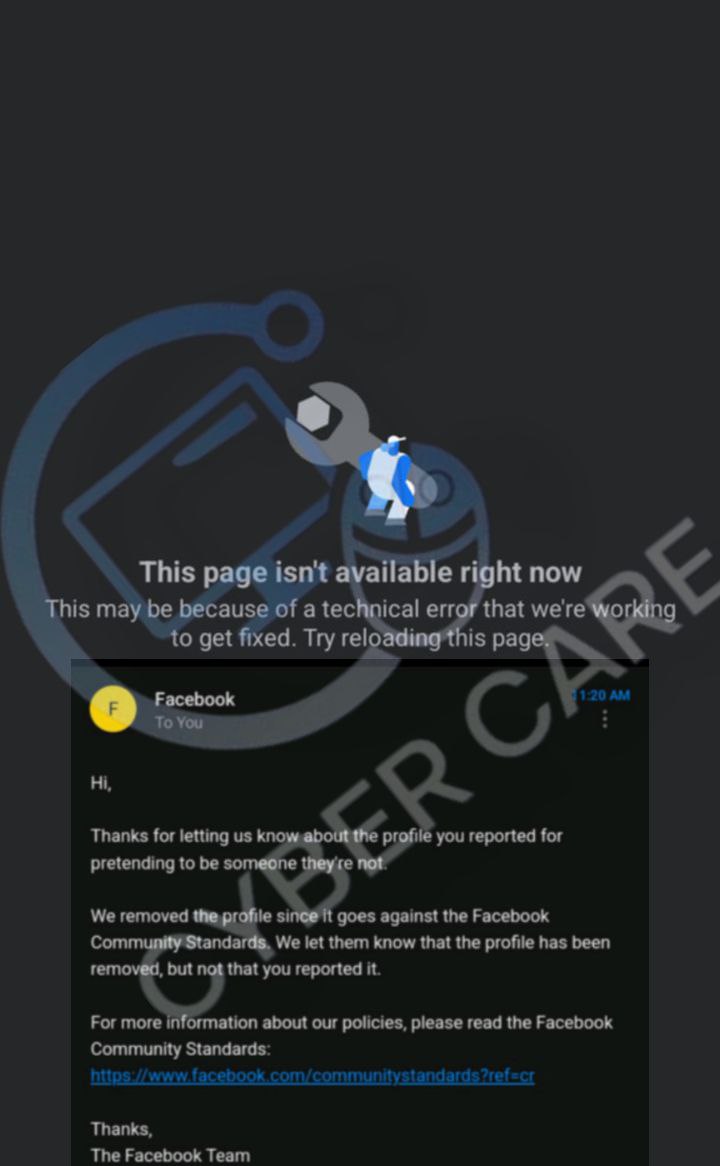 This page isn't available right now
This may be because of a technical error that we're working
to get fixed. Try reloading this page.
F
Facebook
11:20 AM
To You
Hi,
Thanks for letting us know about the profile you reported for
pretending to be someone they're not.
We removed the profile since it goes against the Facebook
Community Standards. We let them know that the profile has been
removed, but not that you reported it.
For more information about our policies, please read the Facebook
Community Standards:
https://www.facebook.com/communitystandards?ref=cr
Thanks,
The Facebook Team
CYBER CARE